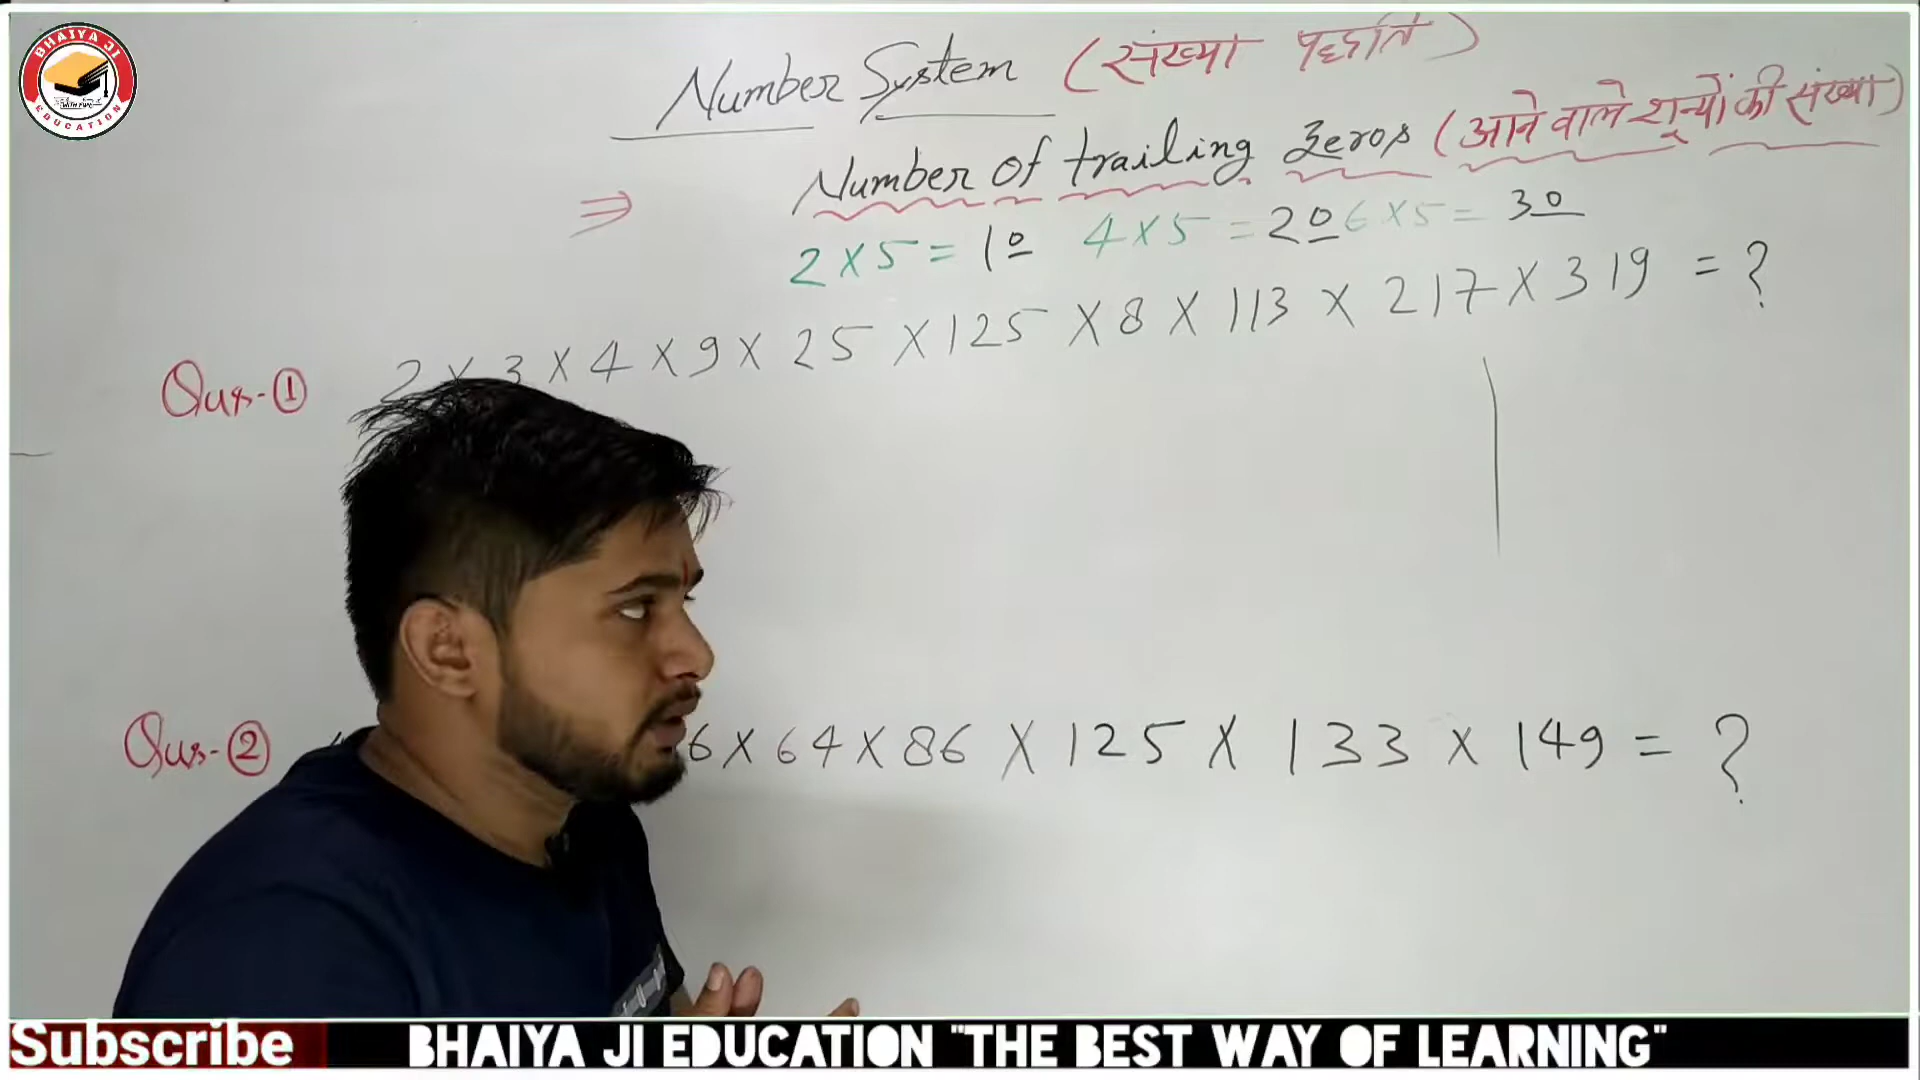 BHAIYA JI
EDUCATION
Number System (संख्या पद्धति)
⇒ Number of trailing Zeros (आने वाले शून्यों की संख्या)
2 × 5 = 10 4 × 5 = 20 6 × 5 = 30
Qus-① 2 × 3 × 4 × 9 × 25 × 125 × 8 × 113 × 217 × 319 = ?
Qus-② 6 × 64 × 86 × 125 × 133 × 149 = ?
Subscribe BHAIYA JI EDUCATION "THE BEST WAY OF LEARNING"